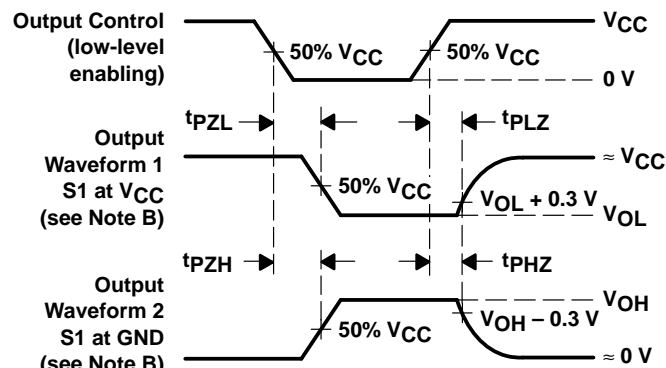 Output Control
(low-level
enabling)
50% VCC
50% VCC
VCC
0 V
tPZL
tPLZ
Output
Waveform 1
S1 at VCC
(see Note B)
50% VCC
VOL + 0.3 V
≈ VCC
VOL
tPZH
tPHZ
Output
Waveform 2
S1 at GND
(see Note B)
50% VCC
VOH – 0.3 V
VOH
≈ 0 V